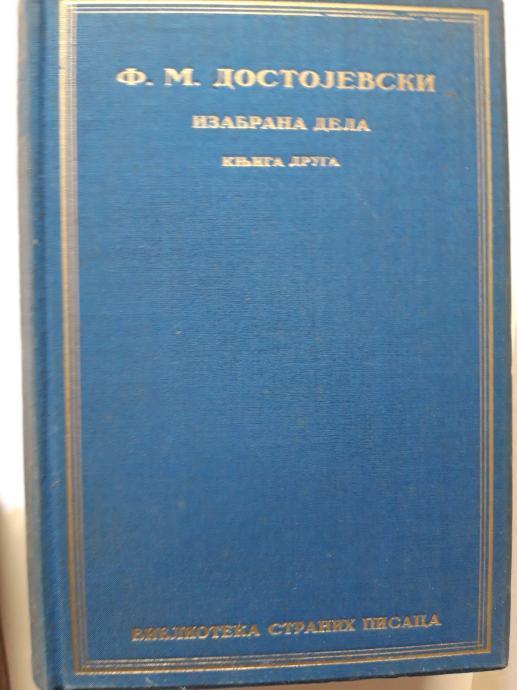 Ф. М. ДОСТОЈЕВСКИ
ИЗАБРАНА ДЕЛА
КЊИГА ДРУГА
БИБЛИОТЕКА СТРАНИХ ПИСАЦА